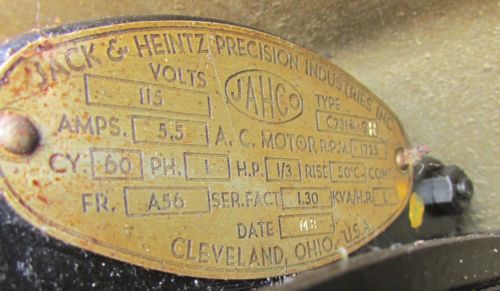 JACK & HEINTZ PRECISION INDUSTRIES INC.
VOLTS 115 JAHCO TYPE
AMPS. 5.5 A.C. MOTOR R.P.M. 1725
CY. 60 PH. 1 H.P. 1/3 RISE 50°C CONT.
FR. A56 SER.FACT 1.30 KVA/H.P.
DATE
CLEVELAND, OHIO, U.S.A.